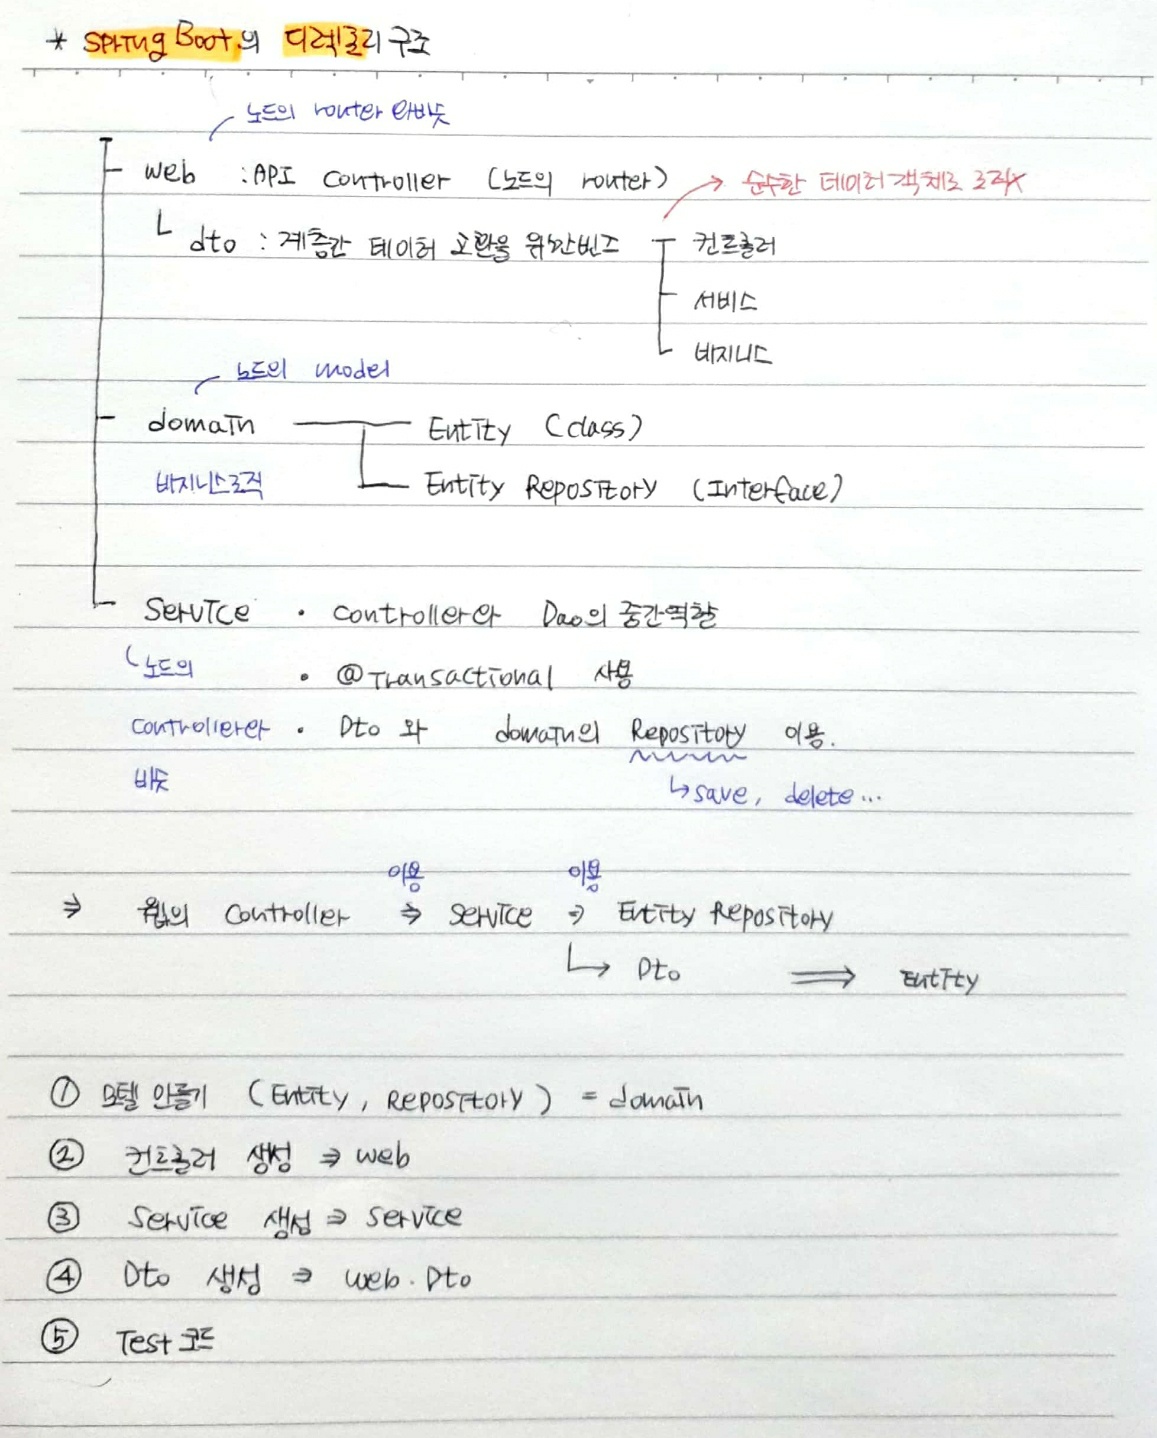 * Spring Boot의 디렉토리 구조
노드의 router와 비슷
web : API Controller (노드의 router)
순수한 데이터 객체로 로직X
dto : 계층간 데이터 교환을 위한 빈즈
컨트롤러
서비스
비지니스
노드의 model
domain
Entity (class)
비지니스로직
Entity Repository (Interface)
Service · controller와 Dao의 중간역할
노드의 · @Transactional 사용
controller와 · Dto 와 domain의 Repository 이용.
비슷
↳ save, delete...
이용 이용
⇒ 웹의 Controller ⇒ Service ⇒ Entity Repository
↳ Dto ⟹ Entity
① 모델 만들기 (Entity, Repository) = domain
② 컨트롤러 생성 ⇒ web
③ Service 생성 ⇒ service
④ Dto 생성 ⇒ web.Dto
⑤ Test 코드